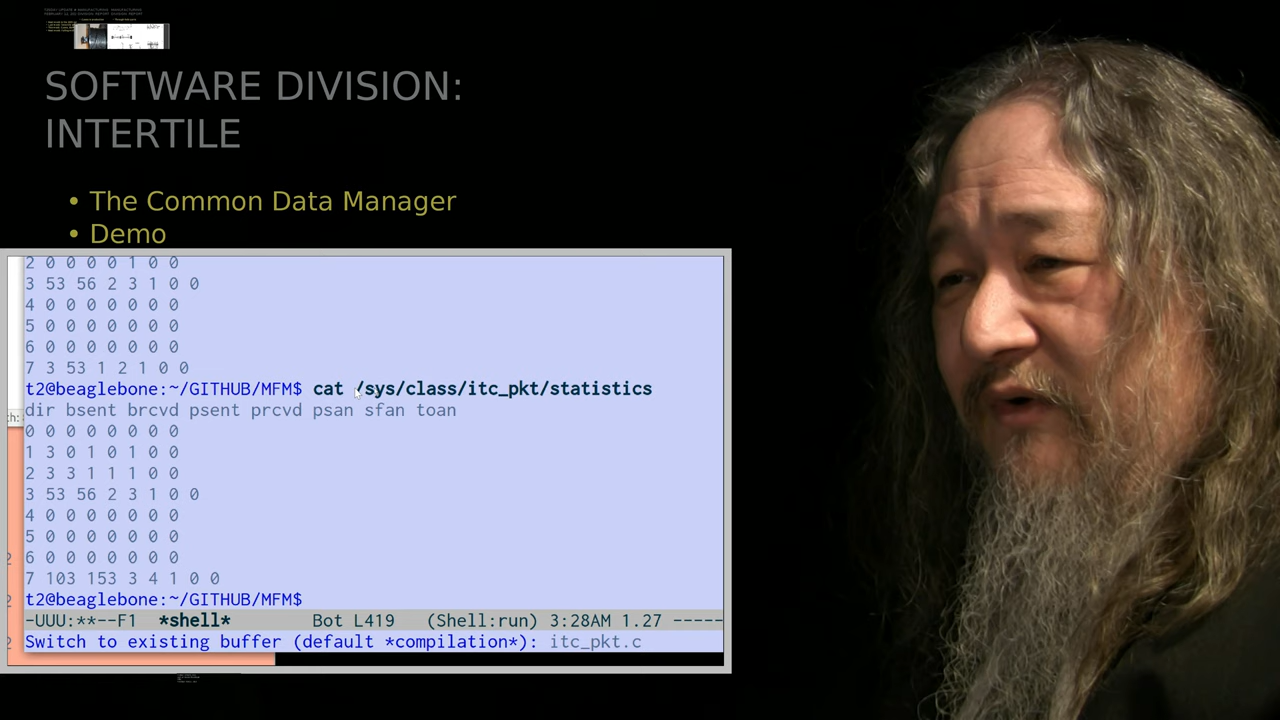 T2DAY UPDATE # MANUFACTURING
SOFTWARE DIVISION:
INTERTILE
• The Common Data Manager
• Demo
2 0 0 0 0 1 0 0
3 53 56 2 3 1 0 0
4 0 0 0 0 0 0 0
5 0 0 0 0 0 0 0
6 0 0 0 0 0 0 0
7 3 53 1 2 1 0 0
t2@beaglebone:~/GITHUB/MFM$ cat /sys/class/itc_pkt/statistics
dir bsent brcvd psent prcvd psan sfan toan
0 0 0 0 0 0 0 0
1 3 0 1 0 1 0 0
2 3 3 1 1 1 0 0
3 53 56 2 3 1 0 0
4 0 0 0 0 0 0 0
5 0 0 0 0 0 0 0
6 0 0 0 0 0 0 0
7 103 153 3 4 1 0 0
t2@beaglebone:~/GITHUB/MFM$
-UUU:**--F1 *shell* Bot L419 (Shell:run) 3:28AM 1.27 -----
Switch to existing buffer (default *compilation*): itc_pkt.c